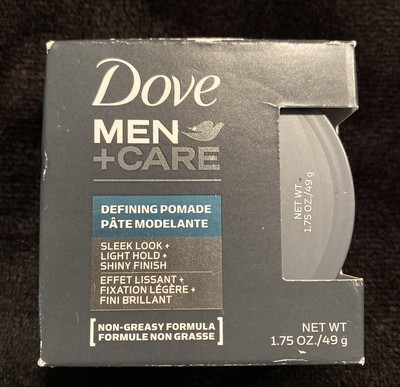 Dove
MEN
+CARE
DEFINING POMADE
PÂTE MODELANTE
SLEEK LOOK +
LIGHT HOLD +
SHINY FINISH
EFFET LISSANT +
FIXATION LÉGÈRE +
FINI BRILLANT
[NON-GREASY FORMULA
FORMULE NON GRASSE]
NET WT
1.75 OZ./49 g
NET WT
1.75 OZ./49 g